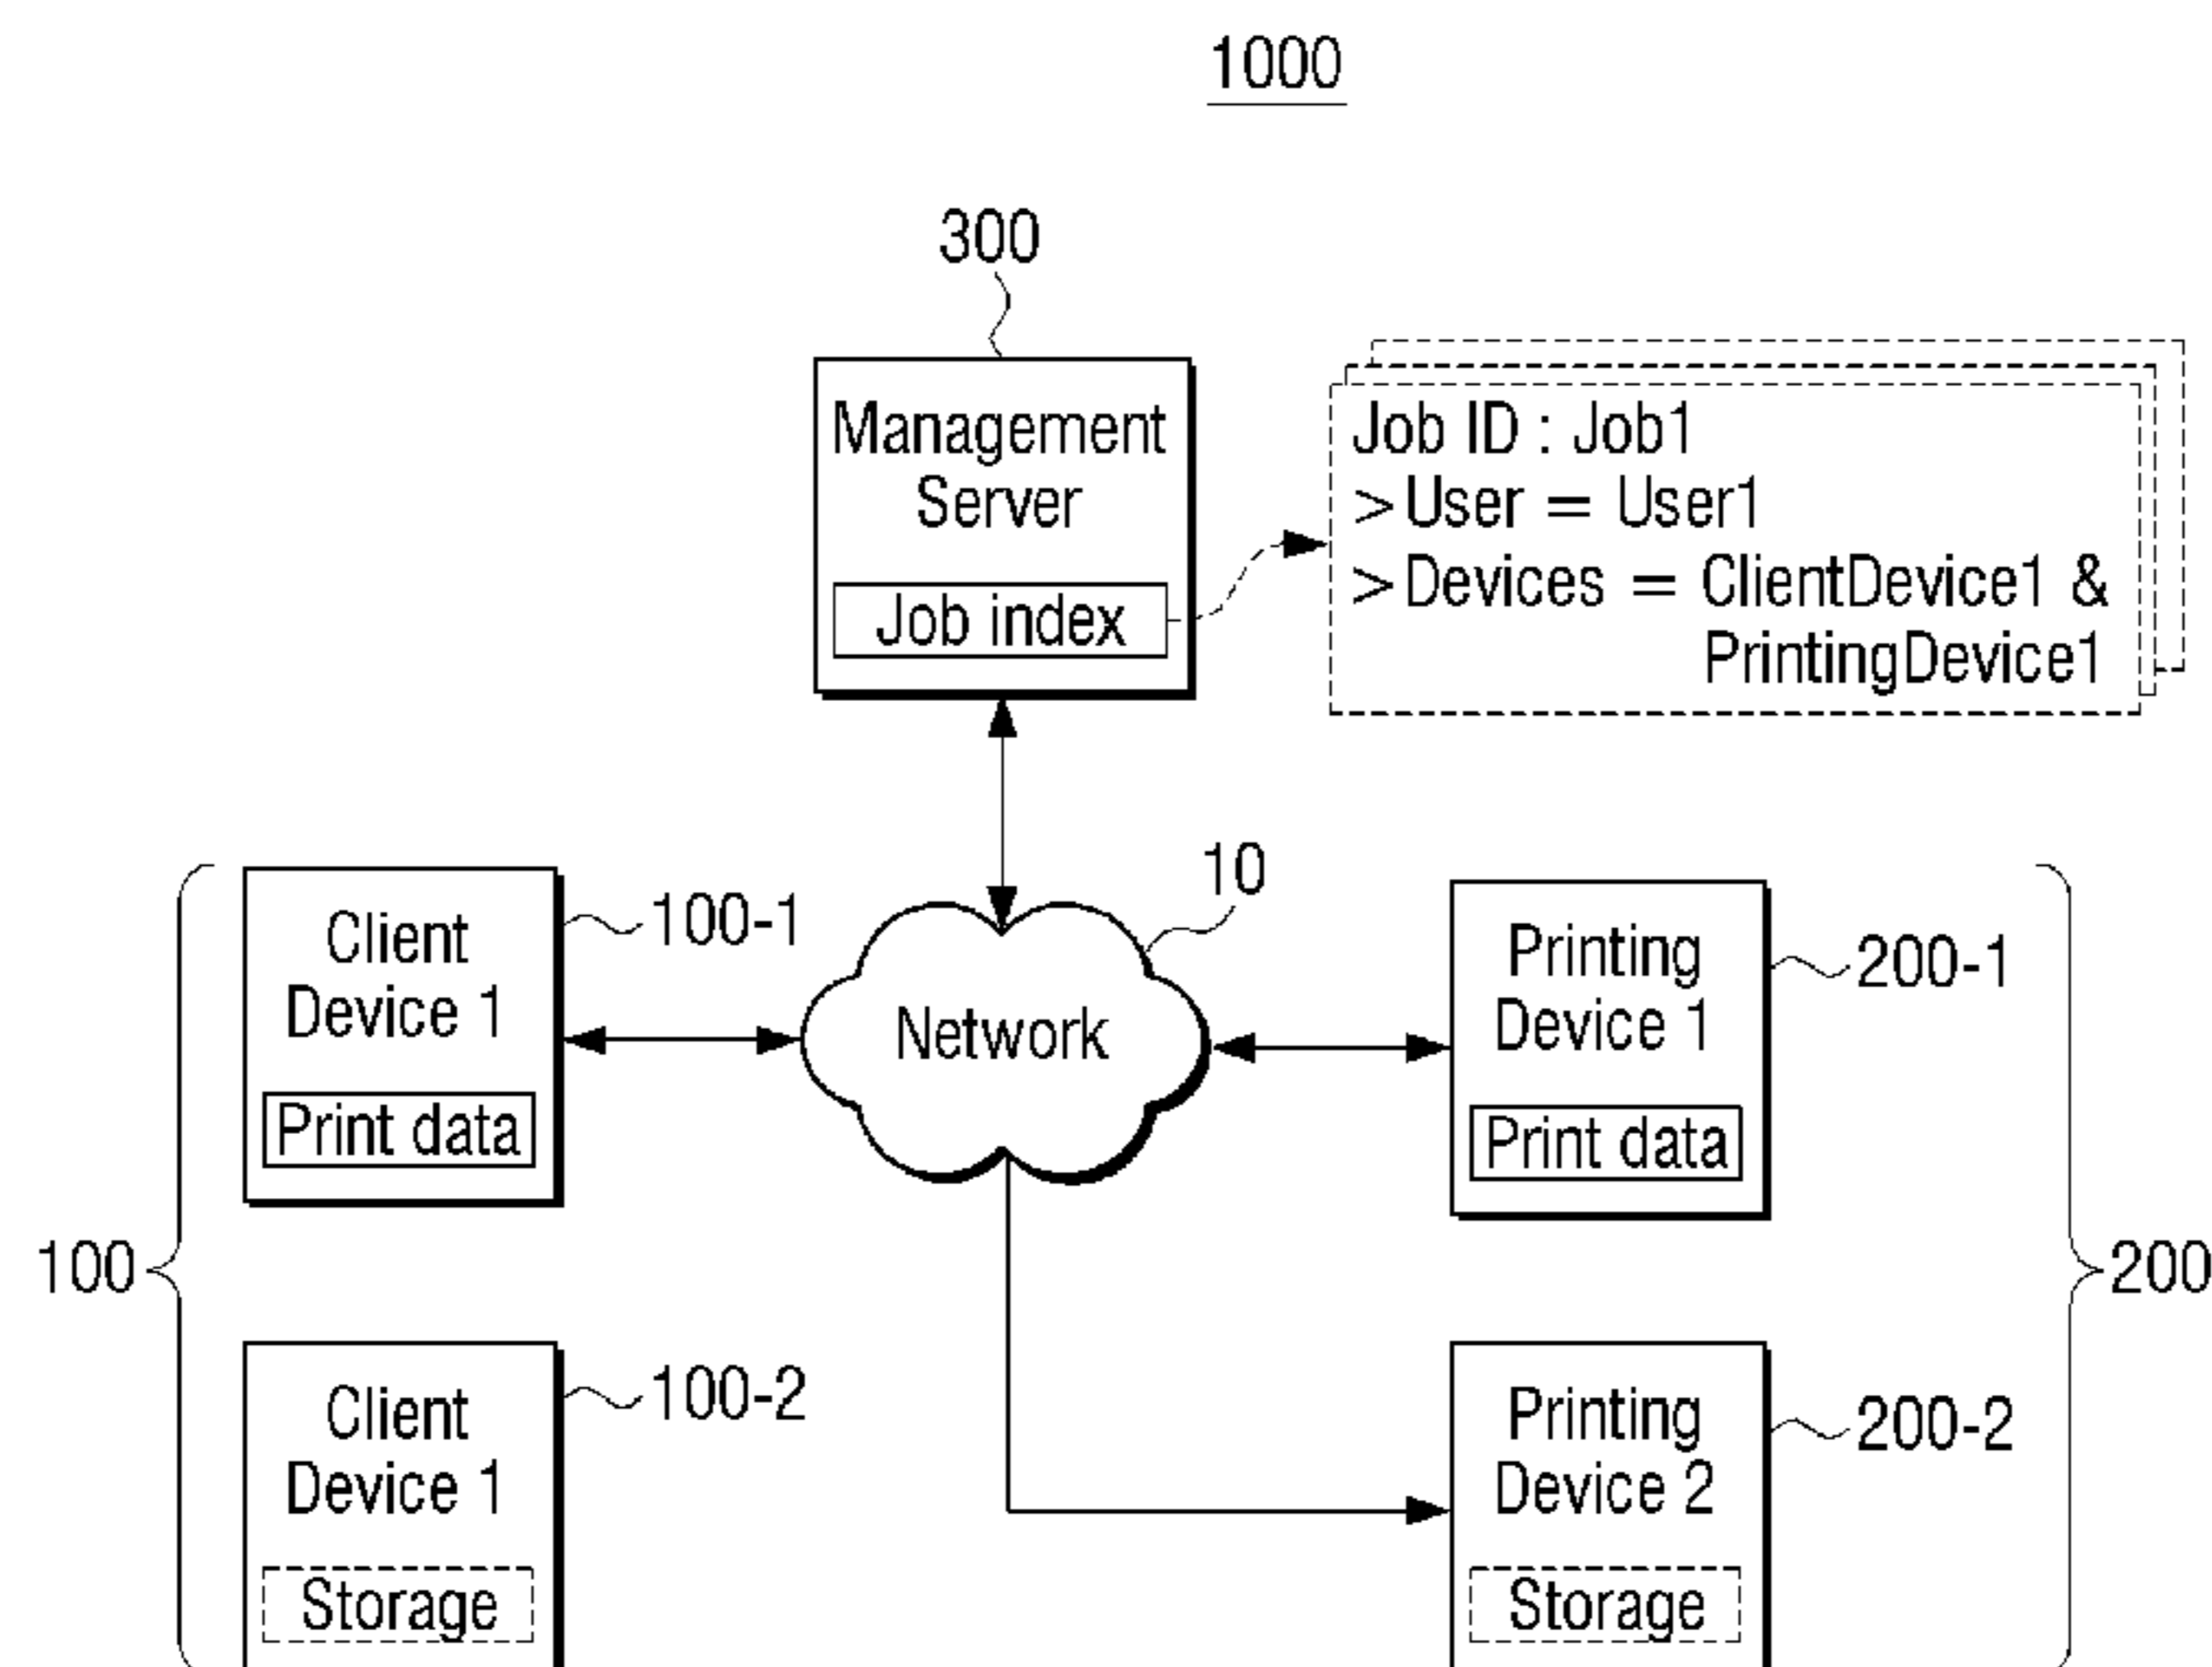 1000
300
Management
Server
Job index
Job ID : Job1
>User = User1
>Devices = ClientDevice1 &
PrintingDevice1
10
100
Client
Device 1
Print data
100-1
Network
Printing
Device 1
Print data
200-1
200
Client
Device 1
Storage
100-2
Printing
Device 2
Storage
200-2